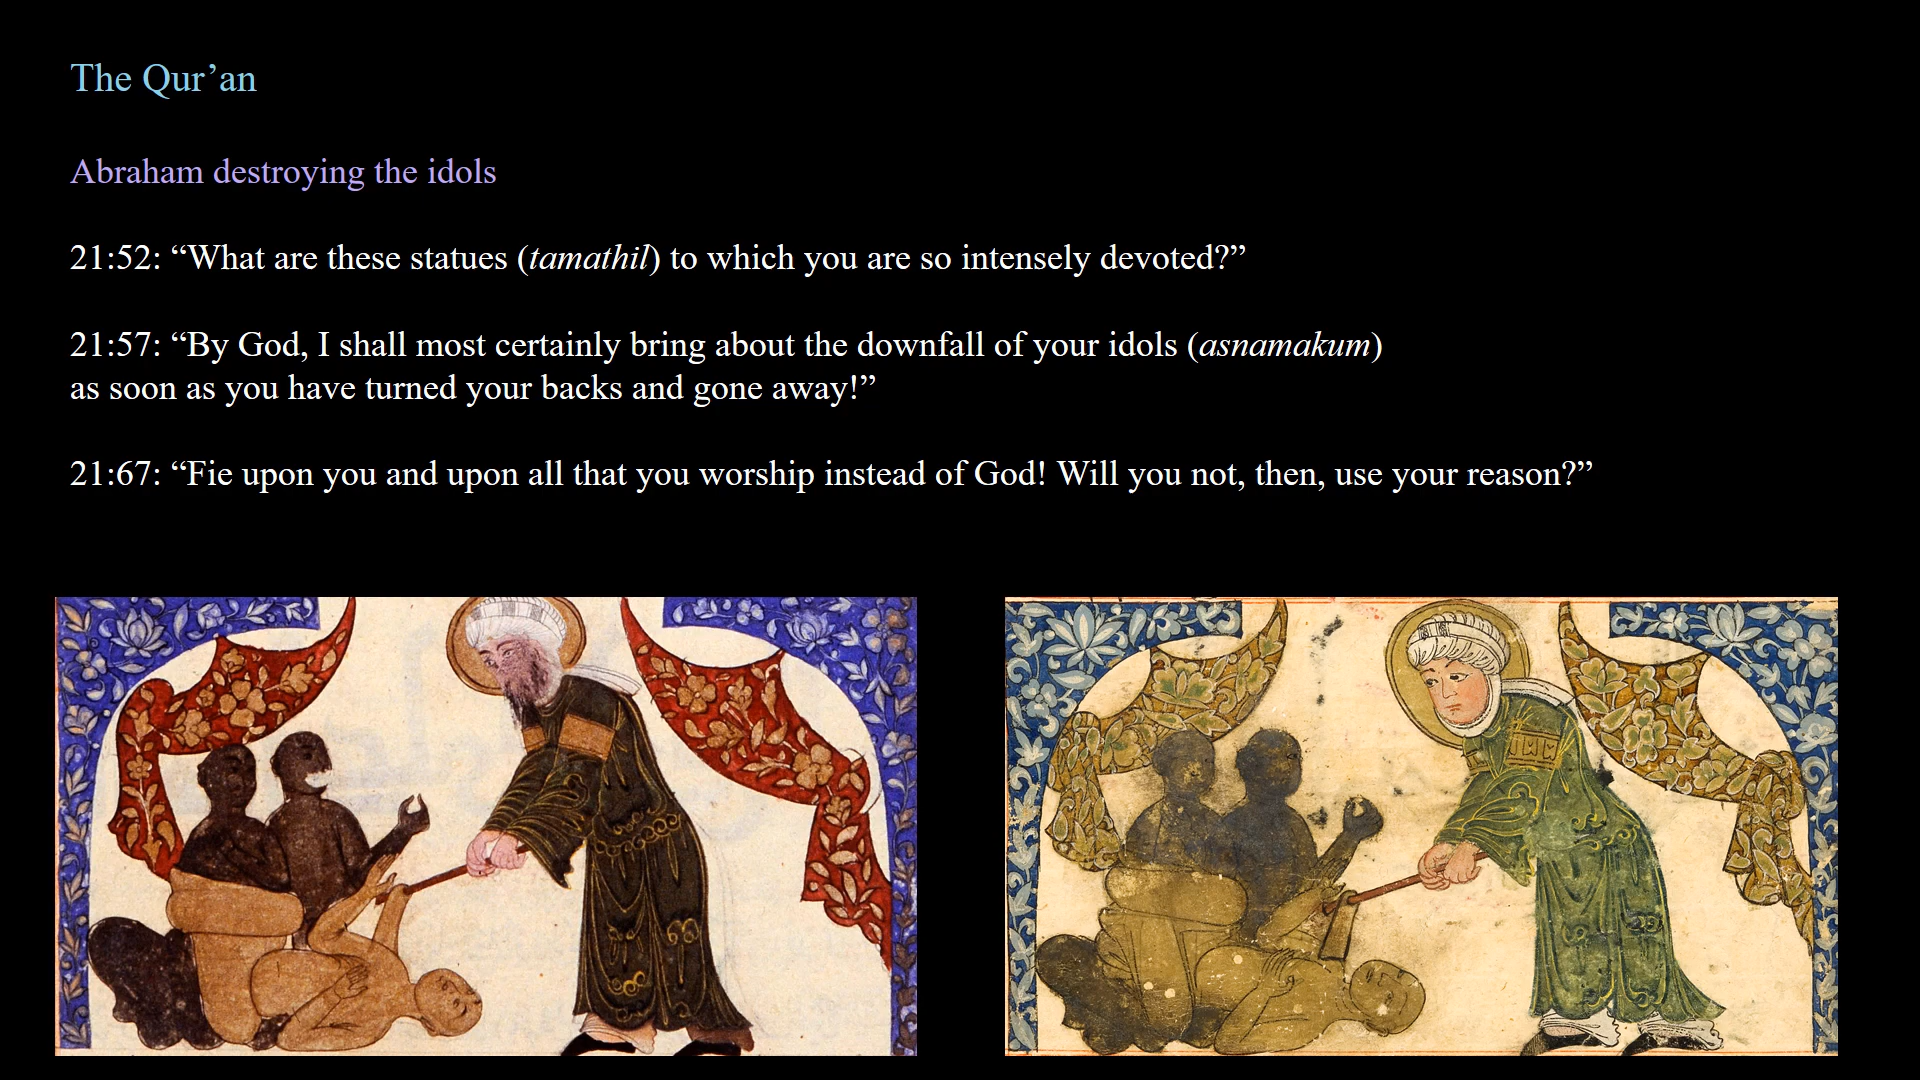 The Qur’an
Abraham destroying the idols
21:52: “What are these statues (tamathil) to which you are so intensely devoted?”
21:57: “By God, I shall most certainly bring about the downfall of your idols (asnamakum)
as soon as you have turned your backs and gone away!”
21:67: “Fie upon you and upon all that you worship instead of God! Will you not, then, use your reason?”